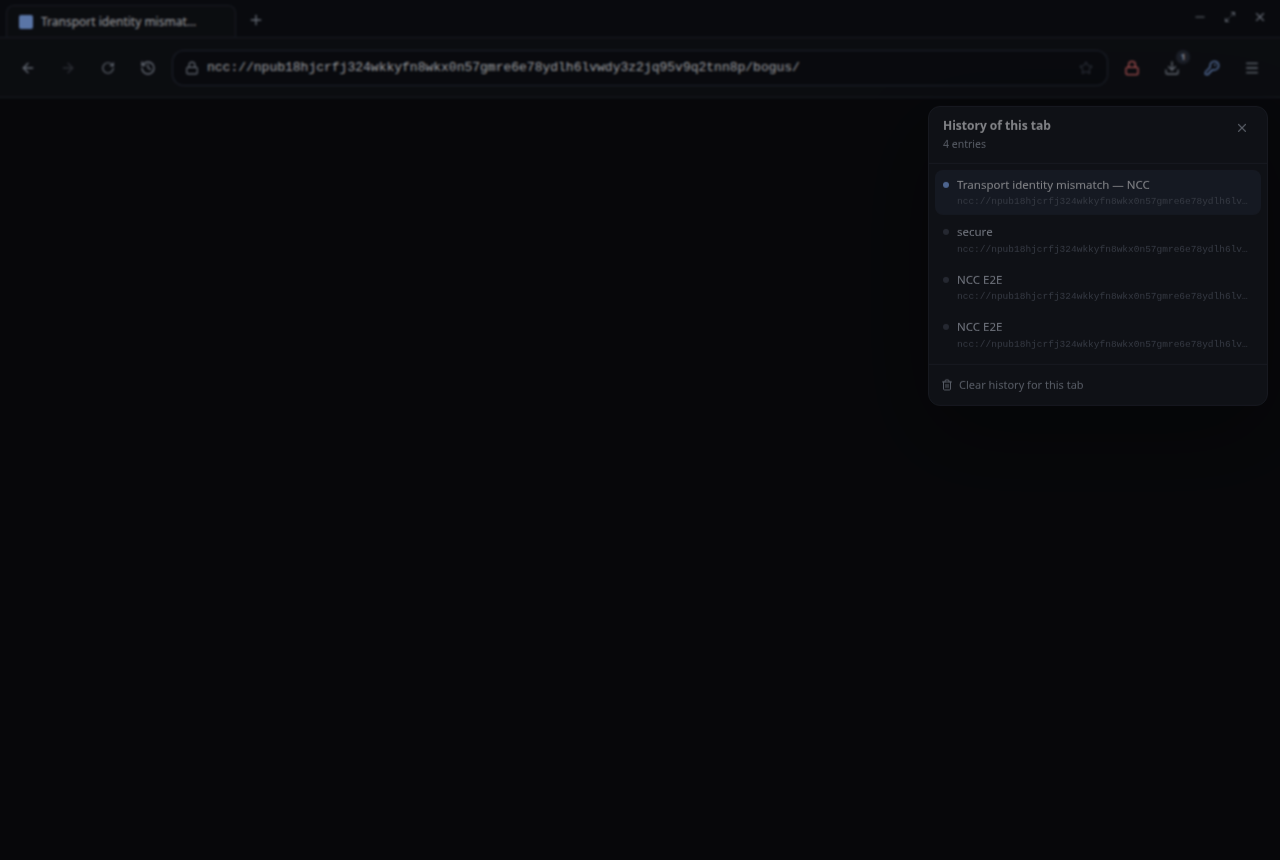 Transport identity mismat...
ncc://npub18hjcrfj324wkkyfn8wkx0n57gmre6e78ydlh6lvwdy3z2jq95v9q2tnn8p/bogus/
1
History of this tab
4 entries
Transport identity mismatch — NCC
ncc://npub18hjcrfj324wkkyfn8wkx0n57gmre6e78ydlh6lv…
secure
ncc://npub18hjcrfj324wkkyfn8wkx0n57gmre6e78ydlh6lv…
NCC E2E
ncc://npub18hjcrfj324wkkyfn8wkx0n57gmre6e78ydlh6lv…
NCC E2E
ncc://npub18hjcrfj324wkkyfn8wkx0n57gmre6e78ydlh6lv…
Clear history for this tab